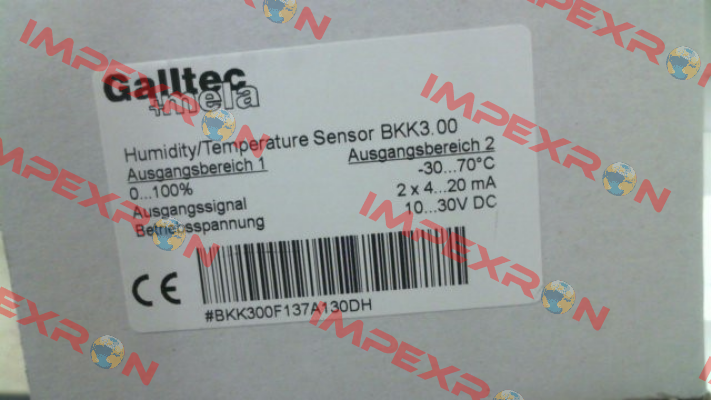 Galltec
+mela
Humidity/Temperature Sensor BKK3.00
Ausgangsbereich 1 Ausgangsbereich 2
0...100% -30...70°C
Ausgangssignal 2 x 4...20 mA
Betriebsspannung 10...30V DC
CE
#BKK300F137A130DH
IMPEXRON
IMPEXRON
IMPEXRON
IMPEXRON
IMPEXRON
IMPEXRON
IMPEXRON